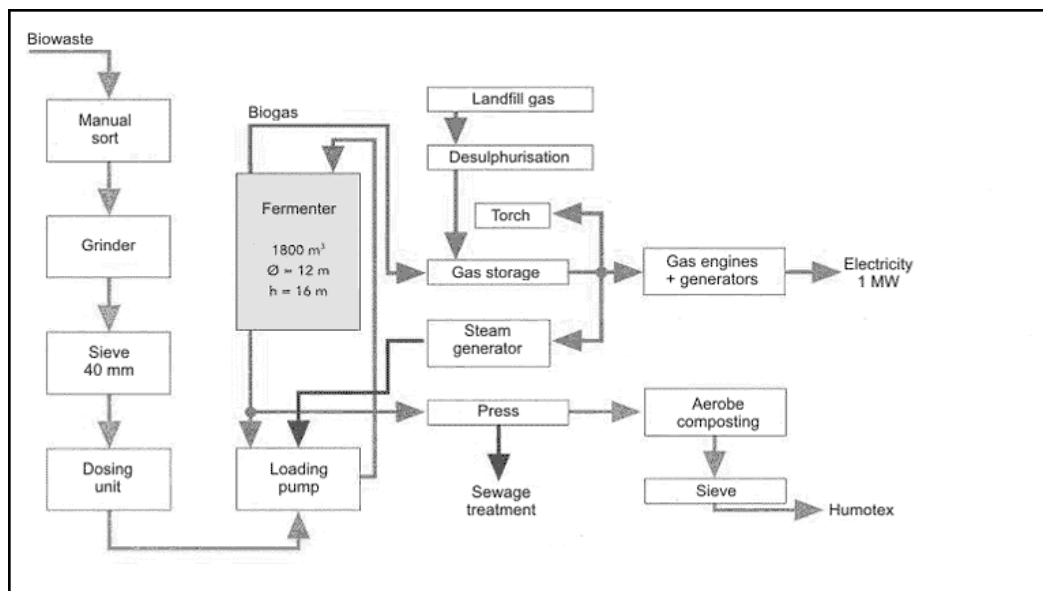 Biowaste
Manual
sort
Grinder
Sieve
40 mm
Dosing
unit
Biogas
Fermenter
1800 m³
Ø = 12 m
h = 16 m
Loading
pump
Landfill gas
Desulphurisation
Torch
Gas storage
Steam
generator
Press
Sewage
treatment
Gas engines
+ generators
Electricity
1 MW
Aerobe
composting
Sieve
Humotex